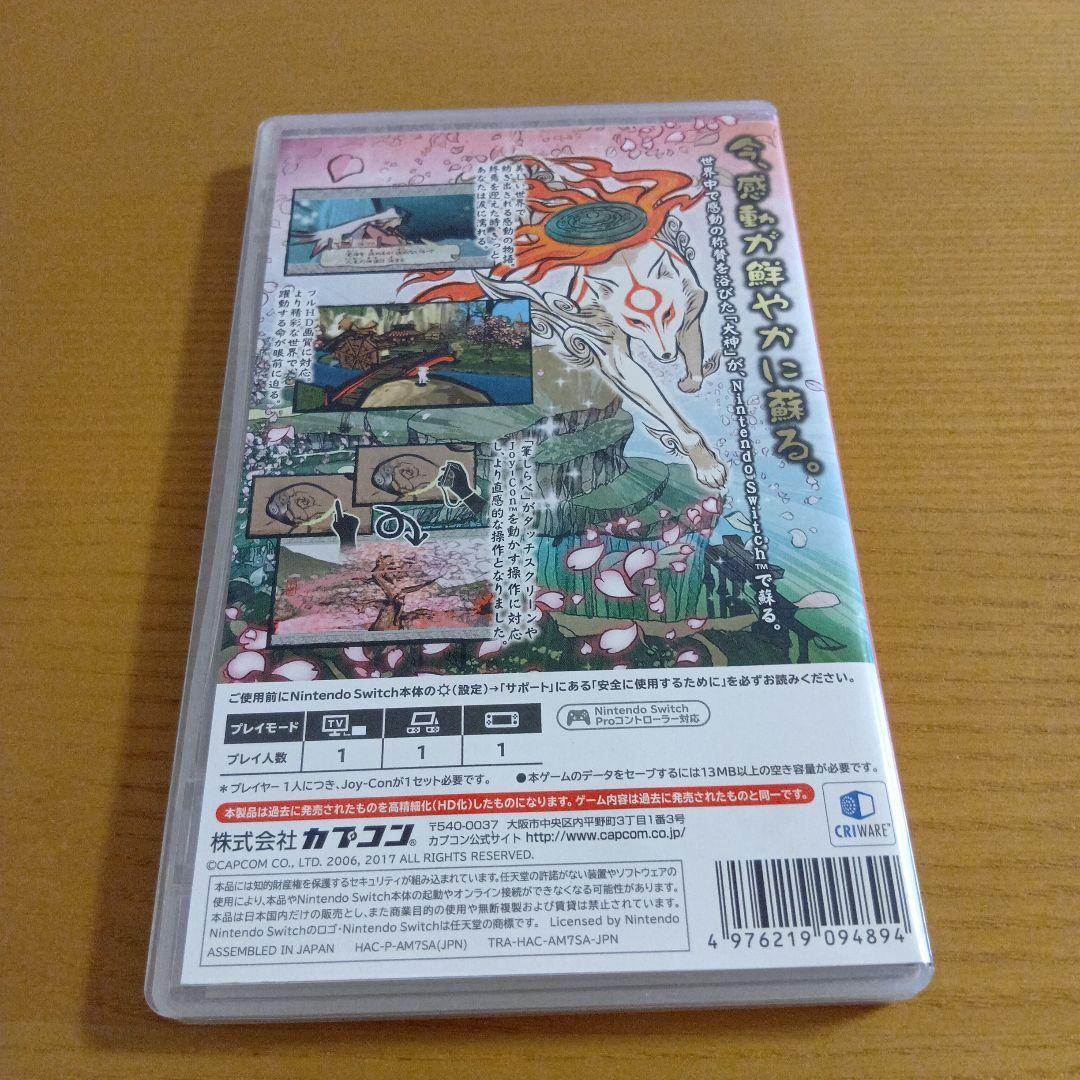 今、感動が鮮やかに蘇る。
世界中で感動の称賛を浴びた「大神」が、Nintendo Switch™で蘇る。
美しい世界で
紡ぎ出される感動の物語。
終焉を迎えた時、きっと
あなたは涙に濡れる。
フルHD画質に対応。
より精彩な世界で、
躍動する命が眼前に迫る。
「筆しらべ」がタッチスクリーンや
Joy-Con™を動かす操作に対応
し、より直感的な操作となりました。
ご使用前にNintendo Switch本体の(設定)→「サポート」にある「安全に使用するために」を必ずお読みください。
プレイモード TV
プレイ人数 1 1 1
Nintendo Switch
Proコントローラー対応
*プレイヤー1人につき、Joy-Conが1セット必要です。 ●本ゲームのデータをセーブするには13MB以上の空き容量が必要です。
本製品は過去に発売されたものを高精細化(HD化)したものになります。ゲーム内容は過去に発売されたものと同一です。
株式会社カプコン® 〒540-0037 大阪市中央区内平野町3丁目1番3号
カプコン公式サイト http://www.capcom.co.jp/
©CAPCOM CO., LTD. 2006, 2017 ALL RIGHTS RESERVED.
CRIWARE™
本品には知的財産権を保護するセキュリティが組み込まれています。任天堂の許諾がない装置やソフトウェアの
使用により、本品やNintendo Switch本体の起動やオンライン接続ができなくなる可能性があります。
本品は日本国内だけの販売とし、また商業目的の使用や無断複製および賃貸は禁止されています。
Nintendo Switchのロゴ・Nintendo Switchは任天堂の商標です。 Licensed by Nintendo
ASSEMBLED IN JAPAN HAC-P-AM7SA(JPN) TRA-HAC-AM7SA-JPN
4 976219 094894